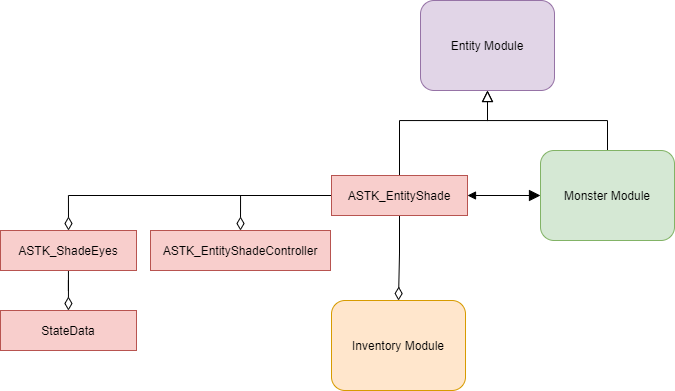 Entity Module
ASTK_EntityShade
Monster Module
ASTK_ShadeEyes
ASTK_EntityShadeController
StateData
Inventory Module